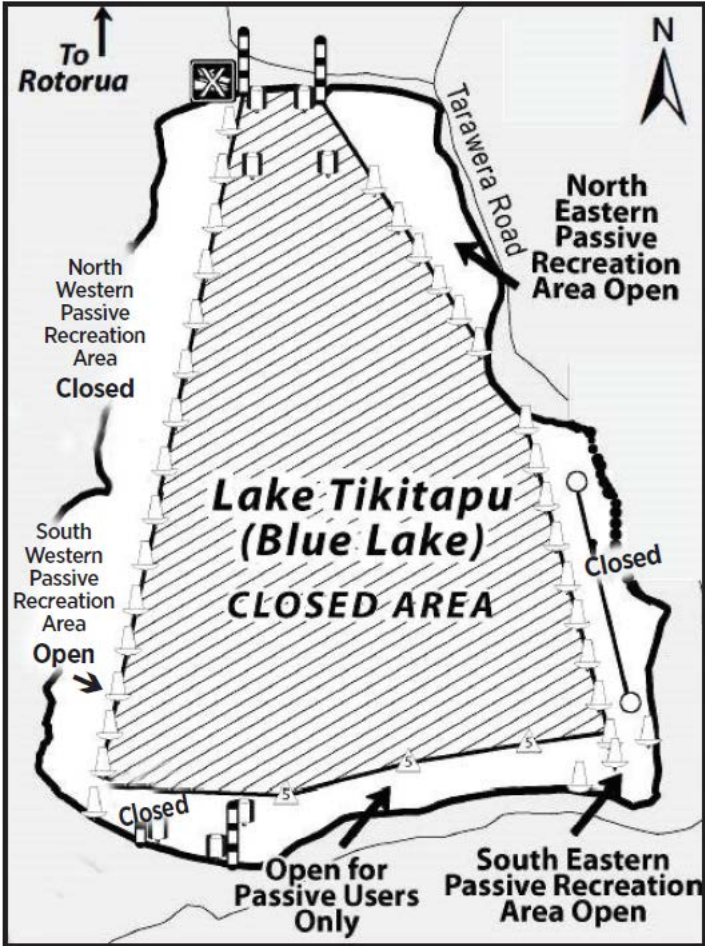 To
Rotorua
N
Tarawera Road
North
Eastern
Passive
Recreation
Area Open
North
Western
Passive
Recreation
Area
Closed
Lake Tikitapu
(Blue Lake)
CLOSED AREA
South
Western
Passive
Recreation
Area
Open
Closed
5
5
5
Closed
Open for
Passive Users
Only
South Eastern
Passive Recreation
Area Open